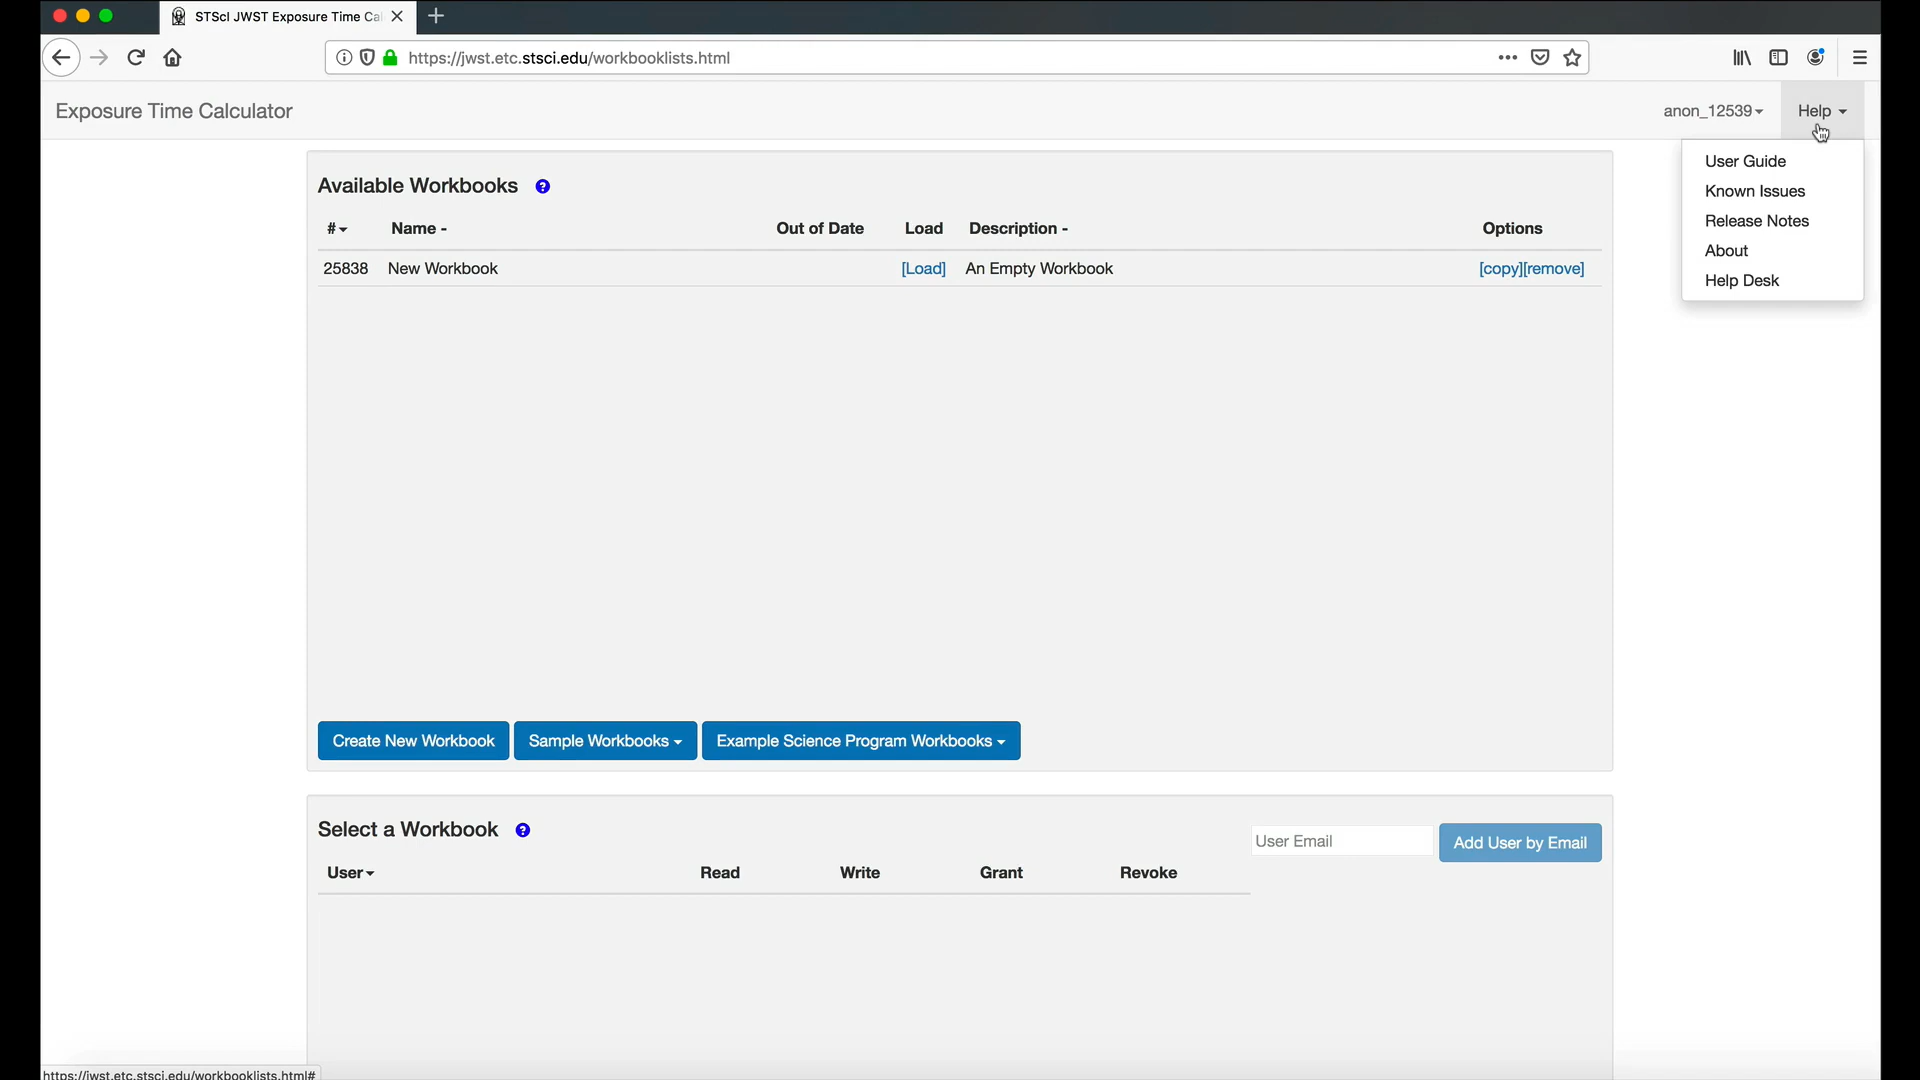 STScI JWST Exposure Time Ca
https://jwst.etc.stsci.edu/workbooklists.html
Exposure Time Calculator
anon_12539
Help
User Guide
Known Issues
Release Notes
About
Help Desk
Available Workbooks ?
# Name - Out of Date Load Description - Options
25838 New Workbook [Load] An Empty Workbook [copy][remove]
Create New Workbook Sample Workbooks Example Science Program Workbooks
Select a Workbook ?
User Email Add User by Email
User Read Write Grant Revoke
https://jwst.etc.stsci.edu/workbooklists.html#